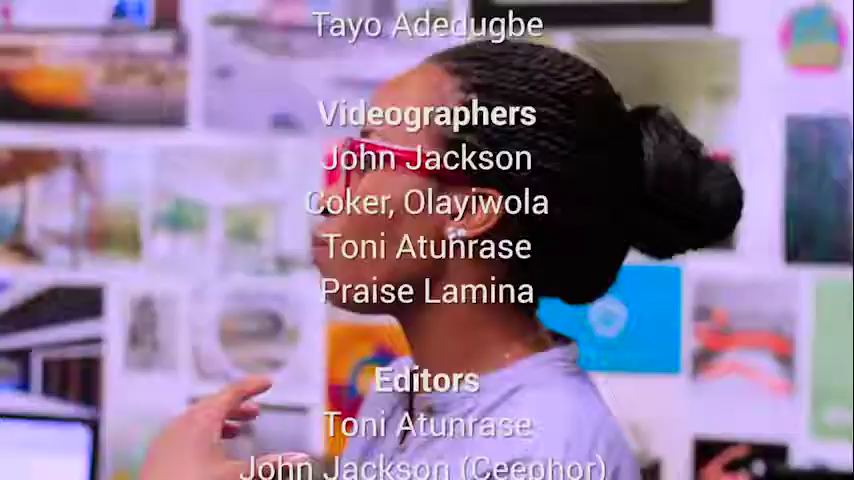 Tayo Adedugbe
Videographers
John Jackson
Coker, Olayiwola
Toni Atunrase
Praise Lamina
Editors
Toni Atunrase
John Jackson (Ceephor)